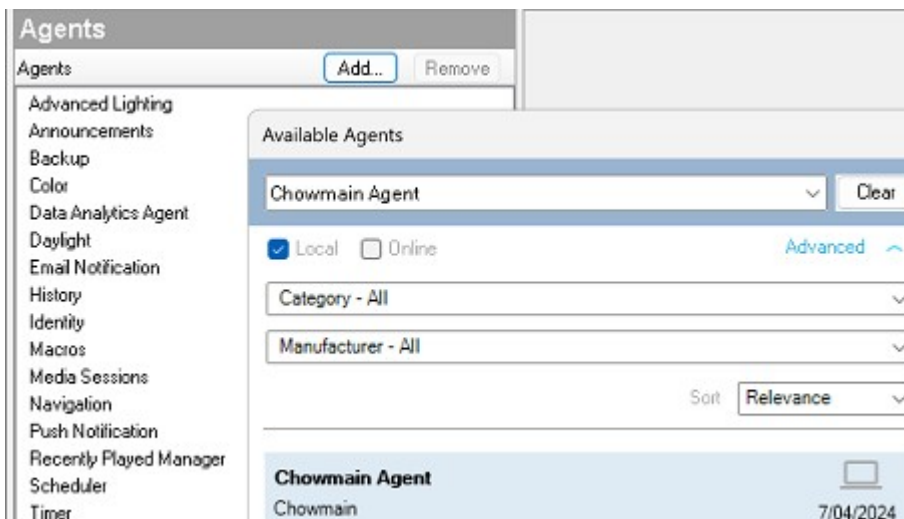 Agents
Agents Add... Remove
Advanced Lighting
Announcements
Backup
Color
Data Analytics Agent
Daylight
Email Notification
History
Identity
Macros
Media Sessions
Navigation
Push Notification
Recently Played Manager
Scheduler
Timer
Available Agents
Chowmain Agent Clear
Local Online Advanced
Category - All
Manufacturer - All
Sort Relevance
Chowmain Agent
Chowmain 7/04/2024